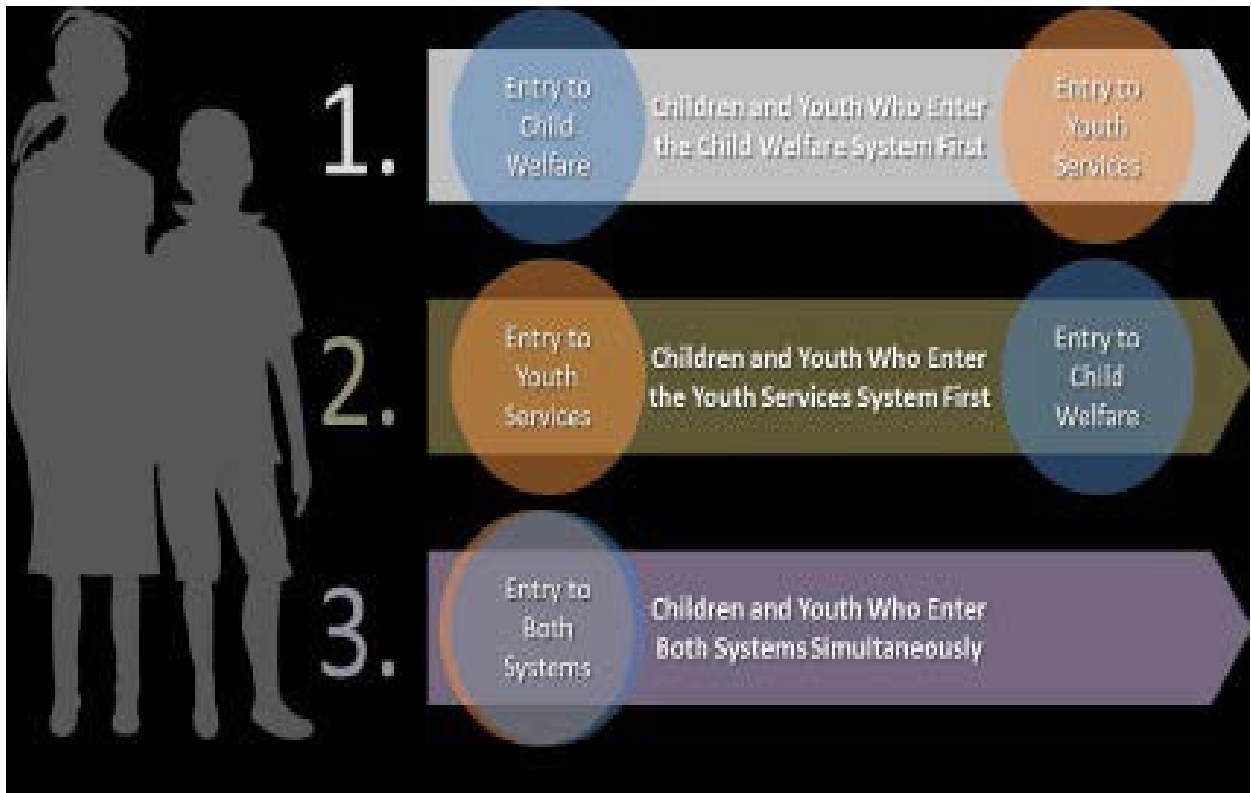 1.
Entry to
Child
Welfare
Children and Youth Who Enter
the Child Welfare System First
Entry to
Youth
Services
2.
Entry to
Youth
Services
Children and Youth Who Enter
the Youth Services System First
Entry to
Child
Welfare
3.
Entry to
Both
Systems
Children and Youth Who Enter
Both Systems Simultaneously